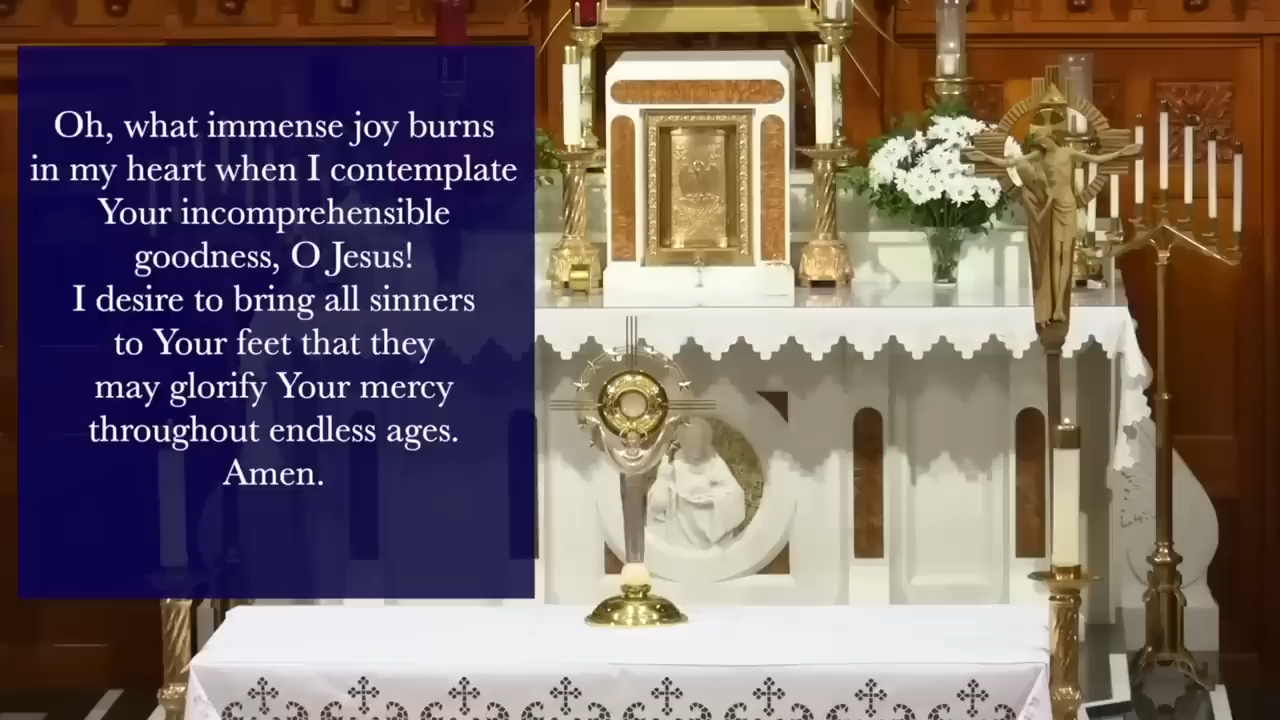 Oh, what immense joy burns
in my heart when I contemplate
Your incomprehensible
goodness, O Jesus!
I desire to bring all sinners
to Your feet that they
may glorify Your mercy
throughout endless ages.
Amen.